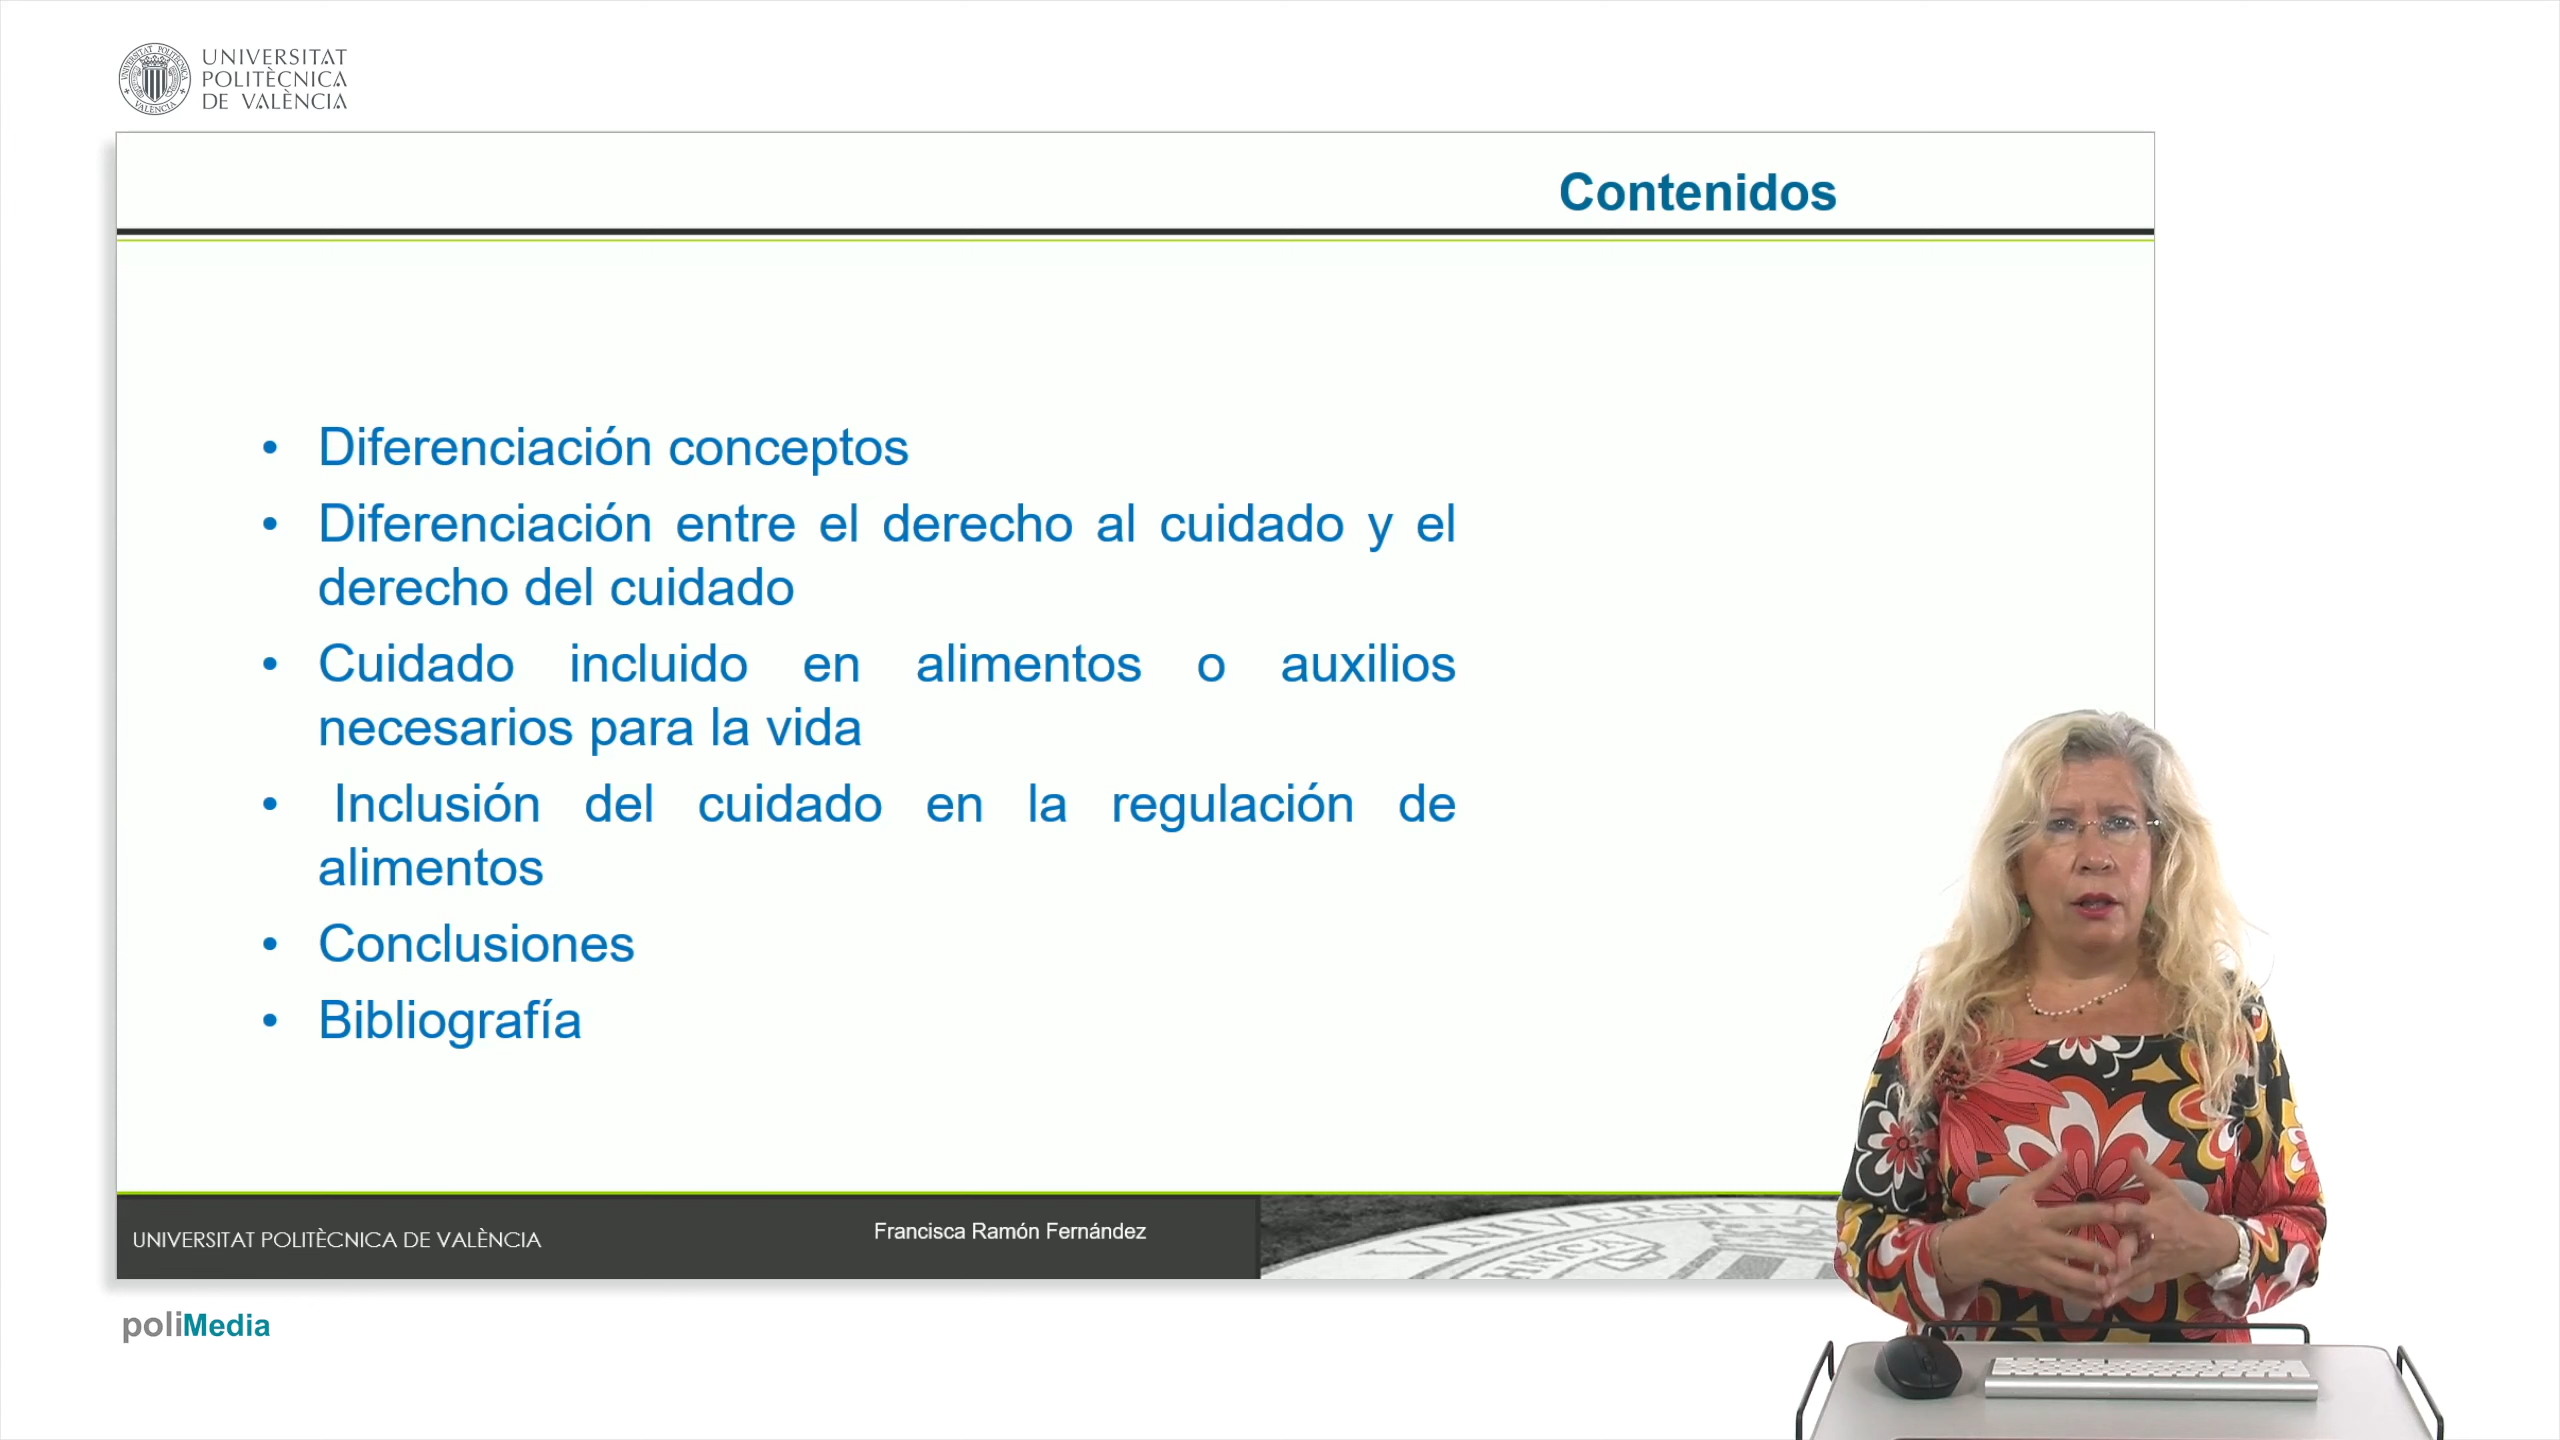 UNIVERSITAT
POLITÈCNICA
DE VALÈNCIA
Contenidos
• Diferenciación conceptos
• Diferenciación entre el derecho al cuidado y el
derecho del cuidado
• Cuidado incluido en alimentos o auxilios
necesarios para la vida
• Inclusión del cuidado en la regulación de
alimentos
• Conclusiones
• Bibliografía
UNIVERSITAT POLITÈCNICA DE VALÈNCIA
Francisca Ramón Fernández
poliMedia